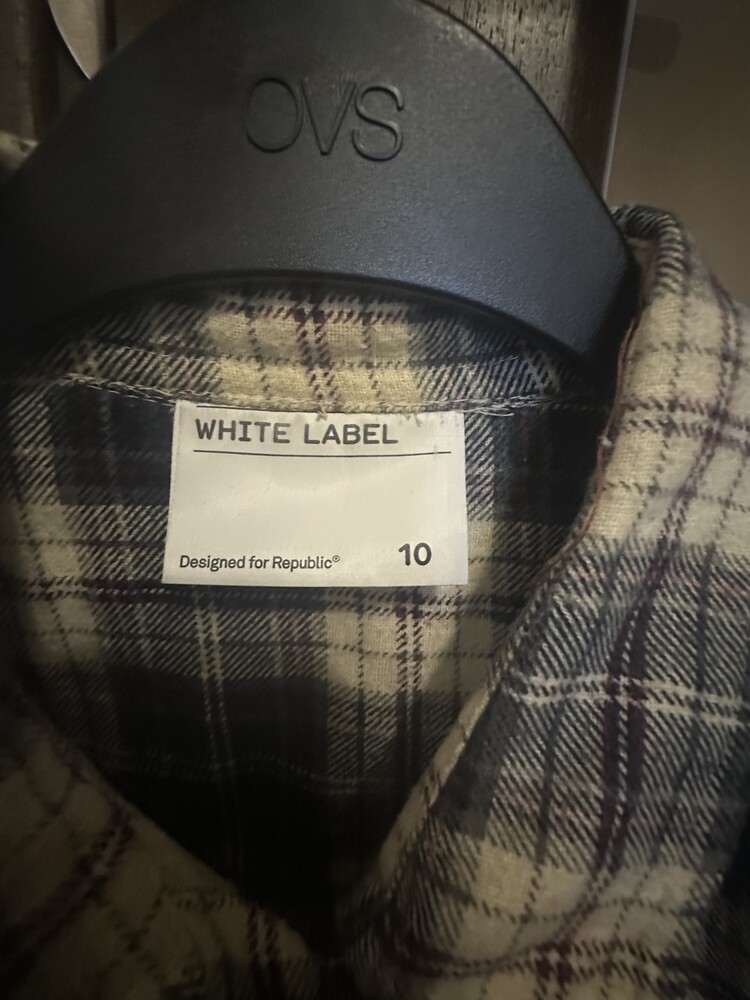 OVS
WHITE LABEL
Designed for Republic®
10